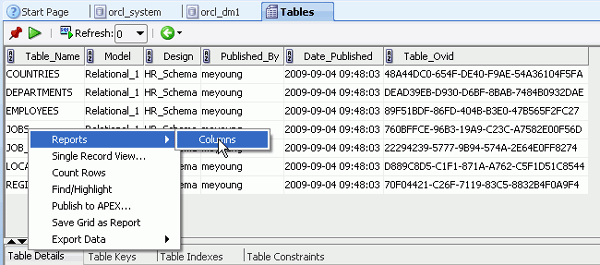 Start Page orcl_system orcl_dm1 Tables
Refresh: 0
Table_Name Model Design Published_By Date_Published Table_Ovid
COUNTRIES Relational_1 HR_Schema meyoung 2009-09-04 09:48:03 48A44DC0-654F-DE40-F9AE-54A36104F5FA
DEPARTMENTS Relational_1 HR_Schema meyoung 2009-09-04 09:48:03 DEAD39EB-D930-D6BF-8BAB-7484B0932DAE
EMPLOYEES Relational_1 HR_Schema meyoung 2009-09-04 09:48:03 89F51BDF-86FD-404B-B3E0-47B565F2FC27
JOBS 2009-09-04 09:48:03 760BFFCE-96B3-19A9-C23C-A7582E00F56D
Reports Columns
JOB_ Relational_1 HR_Schema meyoung 2009-09-04 09:48:03 22294239-5777-9B94-574A-2E64E0FF8274
Single Record View...
LOCA Relational_1 HR_Schema meyoung 2009-09-04 09:48:03 D889C8D5-C1F1-871A-A762-C5F1D51C8544
Count Rows
REGI Relational_1 HR_Schema meyoung 2009-09-04 09:48:03 70F04421-C26F-7119-83C5-8832B4F0A9F4
Find/Highlight
Publish to APEX...
Save Grid as Report
Export Data
Table Details Table Keys Table Indexes Table Constraints